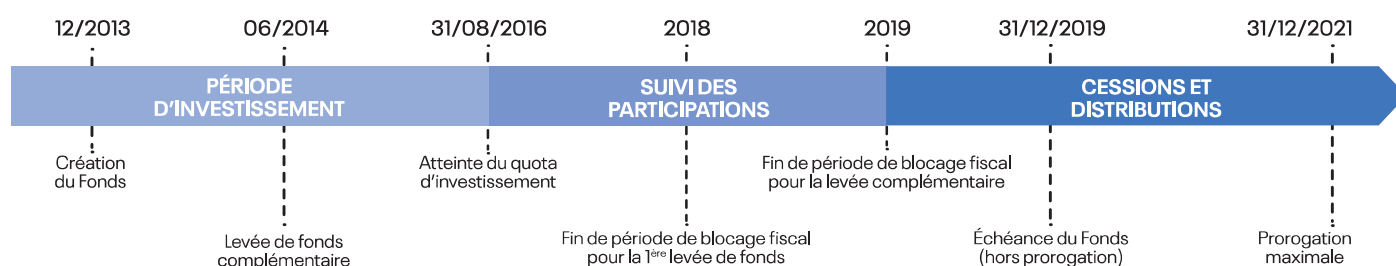 12/2013
06/2014
31/08/2016
2018
2019
31/12/2019
31/12/2021
PÉRIODE
D'INVESTISSEMENT
SUIVI DES
PARTICIPATIONS
CESSIONS ET
DISTRIBUTIONS
Création
du Fonds
Atteinte du quota
d'investissement
Fin de période de blocage fiscal
pour la levée complémentaire
Levée de fonds
complémentaire
Fin de période de blocage fiscal
pour la 1ère levée de fonds
Échéance du Fonds
(hors prorogation)
Prorogation
maximale